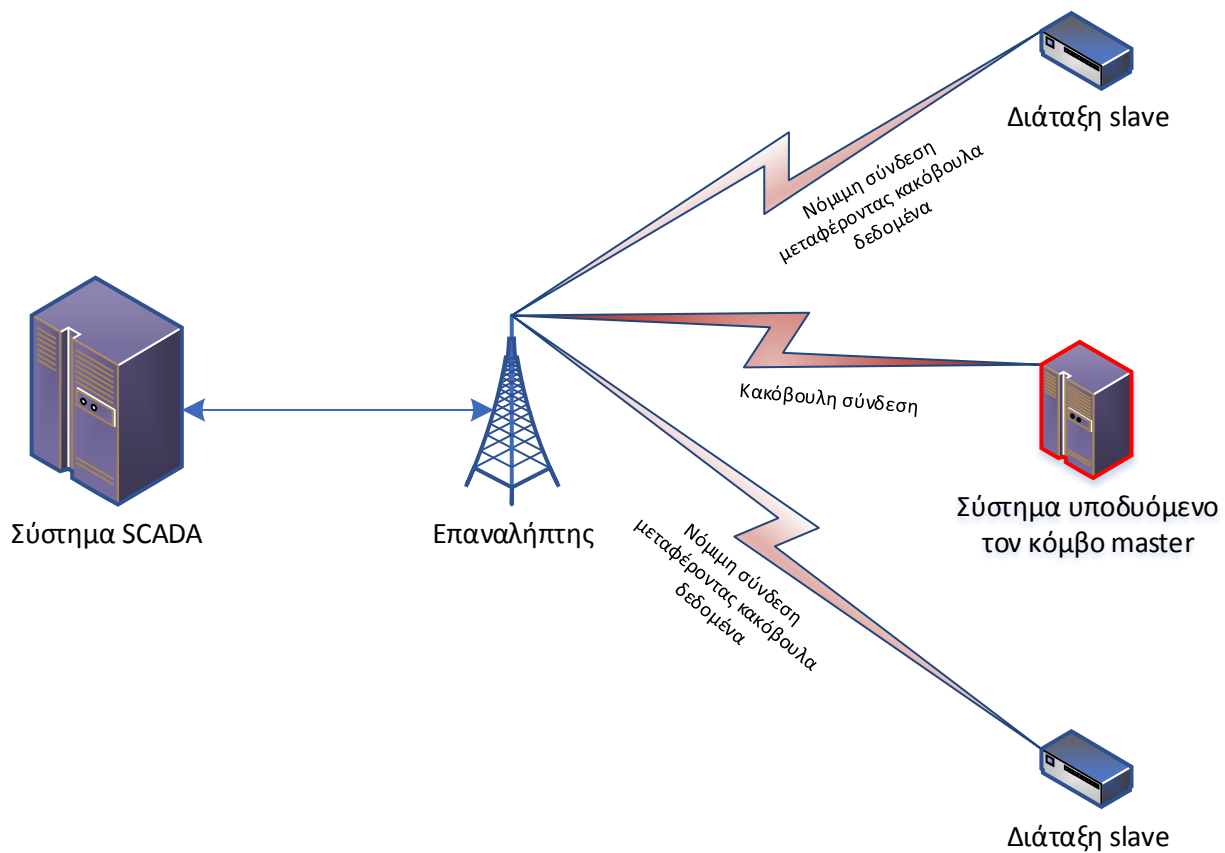 Διάταξη slave
Νόμιμη σύνδεση
μεταφέροντας κακόβουλα
δεδομένα
Κακόβουλη σύνδεση
Σύστημα SCADA
Επαναλήπτης
Σύστημα υποδυόμενο
τον κόμβο master
Νόμιμη σύνδεση
μεταφέροντας κακόβουλα
δεδομένα
Διάταξη slave